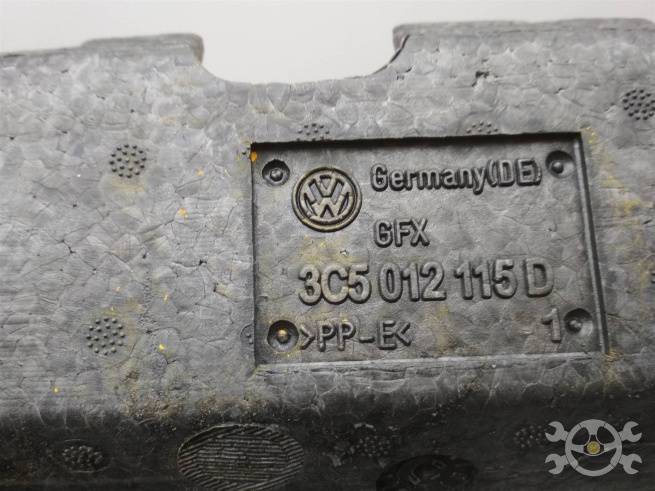 Germany(DE)
GFX
3C5 012 115 D
>PP-E< 1